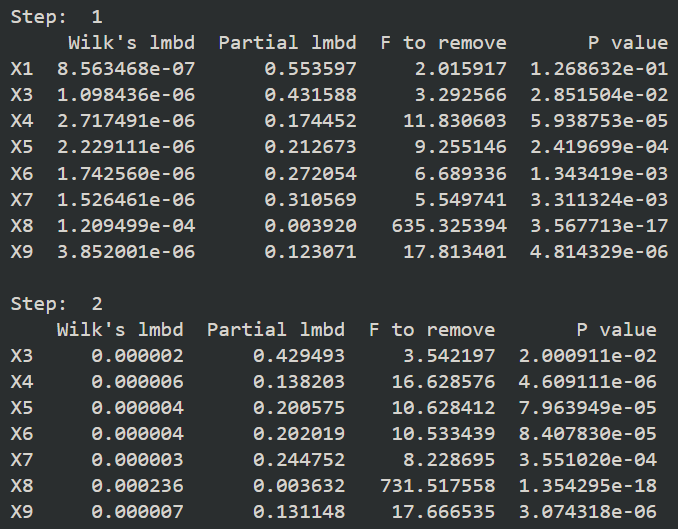 Step:  1
    Wilk's lmbd  Partial lmbd  F to remove       P value
X1  8.563468e-07      0.553597     2.015917  1.268632e-01
X3  1.098436e-06      0.431588     3.292566  2.851504e-02
X4  2.717491e-06      0.174452    11.830603  5.938753e-05
X5  2.229111e-06      0.212673     9.255146  2.419699e-04
X6  1.742560e-06      0.272054     6.689336  1.343419e-03
X7  1.526461e-06      0.310569     5.549741  3.311324e-03
X8  1.209499e-04      0.003920   635.325394  3.567713e-17
X9  3.852001e-06      0.123071    17.813401  4.814329e-06
Step:  2
    Wilk's lmbd  Partial lmbd  F to remove       P value
X3     0.000002      0.429493     3.542197  2.000911e-02
X4     0.000006      0.138203    16.628576  4.609111e-06
X5     0.000004      0.200575    10.628412  7.963949e-05
X6     0.000004      0.202019    10.533439  8.407830e-05
X7     0.000003      0.244752     8.228695  3.551020e-04
X8     0.000236      0.003632   731.517558  1.354295e-18
X9     0.000007      0.131148    17.666535  3.074318e-06